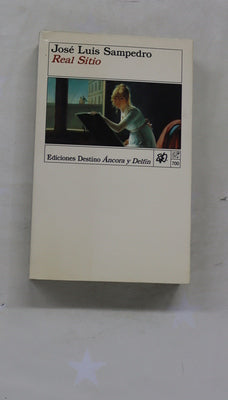 José Luis Sampedro
Real Sitio
Ediciones Destino Áncora y Delfín
700